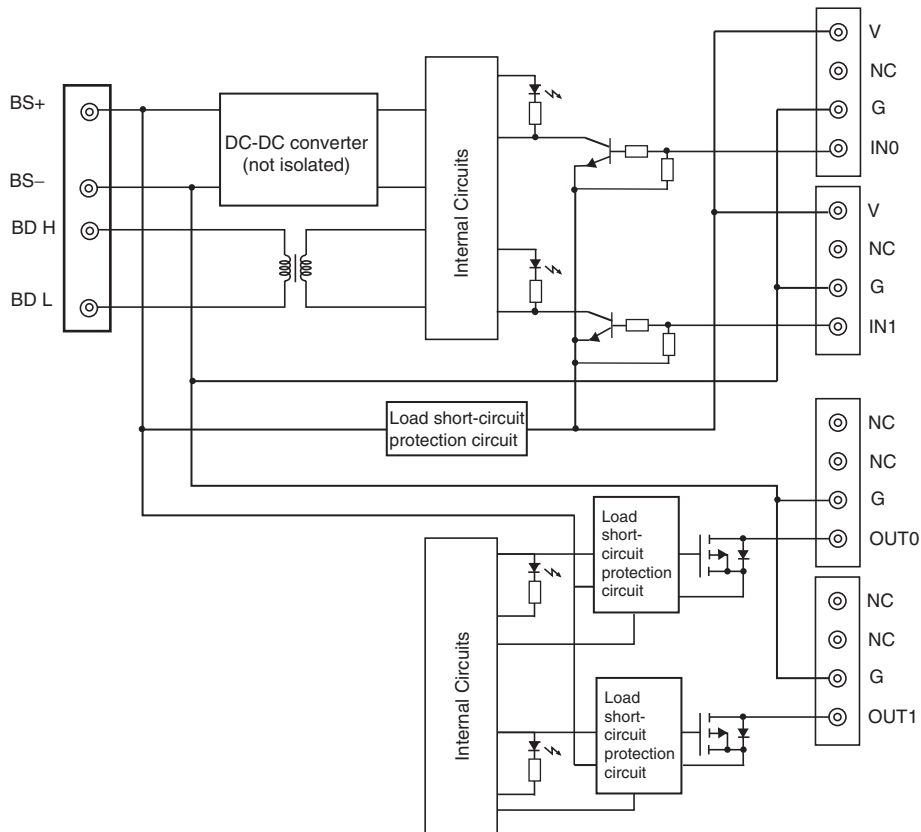 BS+
BS–
BD H
BD L
DC-DC converter
(not isolated)
Internal Circuits
V
NC
G
IN0
V
NC
G
IN1
Load short-circuit
protection circuit
NC
NC
G
OUT0
NC
NC
G
OUT1
Internal Circuits
Load
short-
circuit
protection
circuit
Load
short-
circuit
protection
circuit